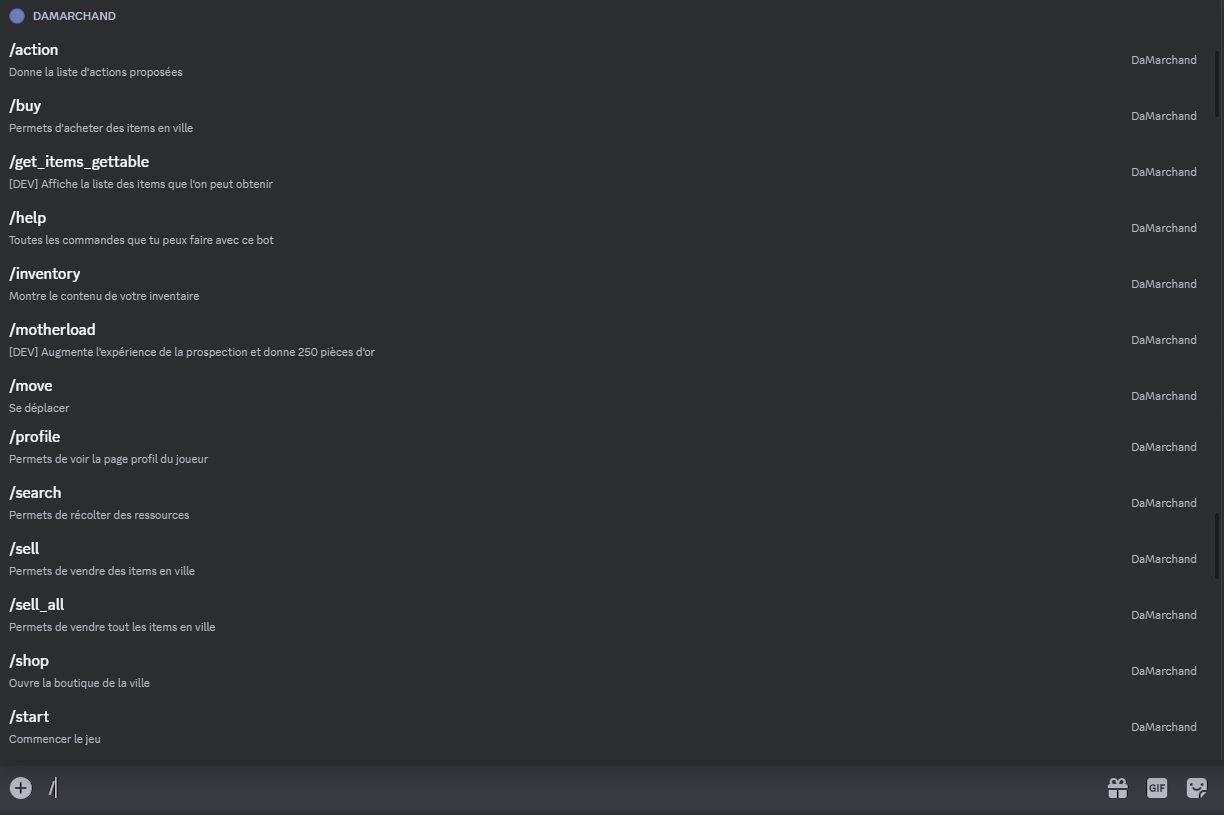 DAMARCHAND
/action
Donne la liste d'actions proposées
DaMarchand
/buy
Permets d'acheter des items en ville
DaMarchand
/get_items_gettable
[DEV] Affiche la liste des items que l'on peut obtenir
DaMarchand
/help
Toutes les commandes que tu peux faire avec ce bot
DaMarchand
/inventory
Montre le contenu de votre inventaire
DaMarchand
/motherload
[DEV] Augmente l'expérience de la prospection et donne 250 pièces d'or
DaMarchand
/move
Se déplacer
DaMarchand
/profile
Permets de voir la page profil du joueur
DaMarchand
/search
Permets de récolter des ressources
DaMarchand
/sell
Permets de vendre des items en ville
DaMarchand
/sell_all
Permets de vendre tout les items en ville
DaMarchand
/shop
Ouvre la boutique de la ville
DaMarchand
/start
Commencer le jeu
DaMarchand
/
GIF